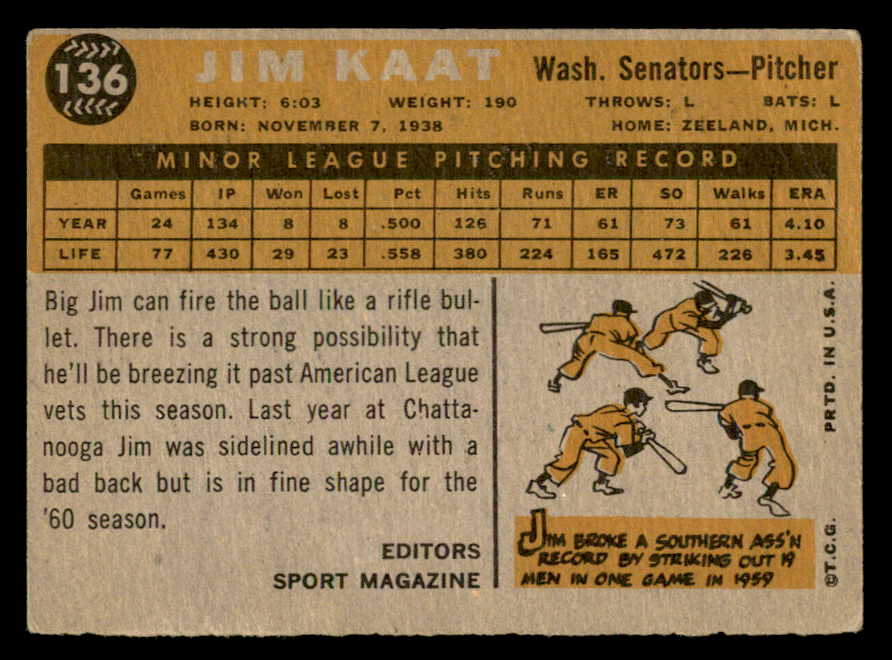 136
JIM KAAT
Wash. Senators—Pitcher
HEIGHT: 6:03 WEIGHT: 190 THROWS: L BATS: L
BORN: NOVEMBER 7, 1938 HOME: ZEELAND, MICH.
MINOR LEAGUE PITCHING RECORD
Games IP Won Lost Pct Hits Runs ER SO Walks ERA
YEAR 24 134 8 8 .500 126 71 61 73 61 4.10
LIFE 77 430 29 23 .558 380 224 165 472 226 3.45
Big Jim can fire the ball like a rifle bul-
let. There is a strong possibility that
he'll be breezing it past American League
vets this season. Last year at Chatta-
nooga Jim was sidelined awhile with a
bad back but is in fine shape for the
'60 season.
EDITORS
SPORT MAGAZINE
JIM BROKE A SOUTHERN ASS'N
RECORD BY STRIKING OUT 19
MEN IN ONE GAME IN 1959
©T.C.G. PRTD. IN U.S.A.